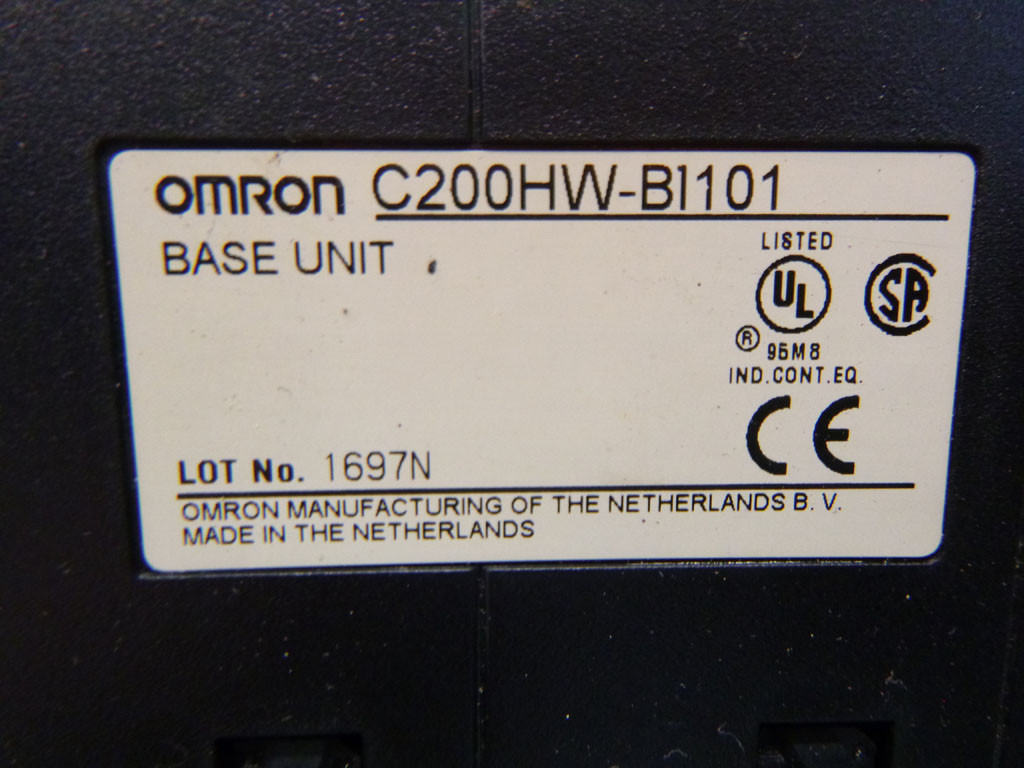 OMRON C200HW-BI101
BASE UNIT
LISTED
UL
SA
® 95M8
IND.CONT.EQ.
CE
LOT No. 1697N
OMRON MANUFACTURING OF THE NETHERLANDS B. V.
MADE IN THE NETHERLANDS